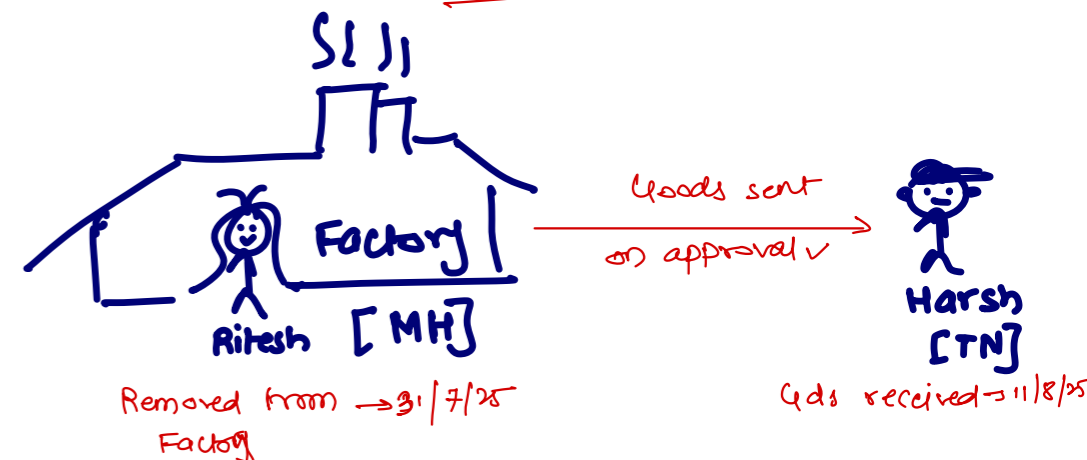 Goods sent
on approval
Factory
Harsh
Ritesh [MH]
[TN]
Removed from → 31/7/25
Factory
Gds received → 11/8/25